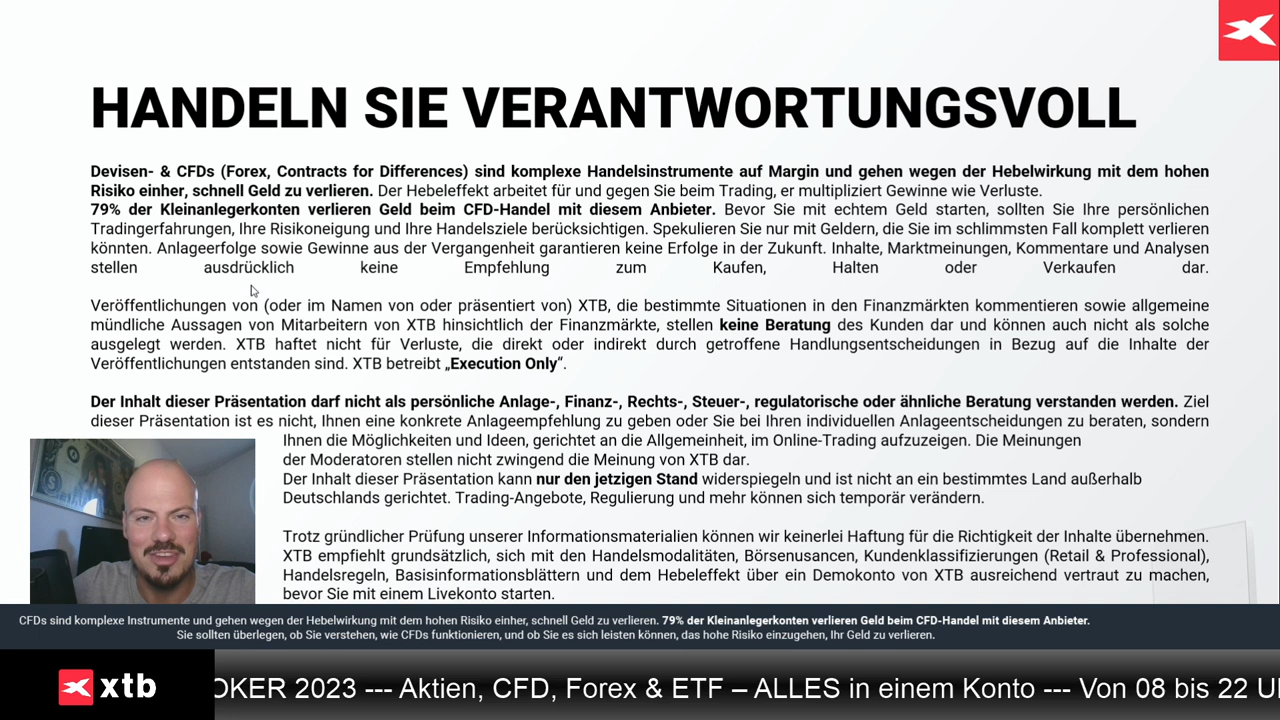 HANDELN SIE VERANTWORTUNGSVOLL
Devisen- & CFDs (Forex, Contracts for Differences) sind komplexe Handelsinstrumente auf Margin und gehen wegen der Hebelwirkung mit dem hohen
Risiko einher, schnell Geld zu verlieren. Der Hebeleffekt arbeitet für und gegen Sie beim Trading, er multipliziert Gewinne wie Verluste.
79% der Kleinanlegerkonten verlieren Geld beim CFD-Handel mit diesem Anbieter. Bevor Sie mit echtem Geld starten, sollten Sie Ihre persönlichen
Tradingerfahrungen, Ihre Risikoneigung und Ihre Handelsziele berücksichtigen. Spekulieren Sie nur mit Geldern, die Sie im schlimmsten Fall komplett verlieren
könnten. Anlageerfolge sowie Gewinne aus der Vergangenheit garantieren keine Erfolge in der Zukunft. Inhalte, Marktmeinungen, Kommentare und Analysen
stellen ausdrücklich keine Empfehlung zum Kaufen, Halten oder Verkaufen dar.
Veröffentlichungen von (oder im Namen von oder präsentiert von) XTB, die bestimmte Situationen in den Finanzmärkten kommentieren sowie allgemeine
mündliche Aussagen von Mitarbeitern von XTB hinsichtlich der Finanzmärkte, stellen keine Beratung des Kunden dar und können auch nicht als solche
ausgelegt werden. XTB haftet nicht für Verluste, die direkt oder indirekt durch getroffene Handlungsentscheidungen in Bezug auf die Inhalte der
Veröffentlichungen entstanden sind. XTB betreibt „Execution Only“.
Der Inhalt dieser Präsentation darf nicht als persönliche Anlage-, Finanz-, Rechts-, Steuer-, regulatorische oder ähnliche Beratung verstanden werden. Ziel
dieser Präsentation ist es nicht, Ihnen eine konkrete Anlageempfehlung zu geben oder Sie bei Ihren individuellen Anlageentscheidungen zu beraten, sondern
Ihnen die Möglichkeiten und Ideen, gerichtet an die Allgemeinheit, im Online-Trading aufzuzeigen. Die Meinungen
der Moderatoren stellen nicht zwingend die Meinung von XTB dar.
Der Inhalt dieser Präsentation kann nur den jetzigen Stand widerspiegeln und ist nicht an ein bestimmtes Land außerhalb
Deutschlands gerichtet. Trading-Angebote, Regulierung und mehr können sich temporär verändern.
Trotz gründlicher Prüfung unserer Informationsmaterialien können wir keinerlei Haftung für die Richtigkeit der Inhalte übernehmen.
XTB empfiehlt grundsätzlich, sich mit den Handelsmodalitäten, Börsenusancen, Kundenklassifizierungen (Retail & Professional),
Handelsregeln, Basisinformationsblättern und dem Hebeleffekt über ein Demokonto von XTB ausreichend vertraut zu machen,
bevor Sie mit einem Livekonto starten.
CFDs sind komplexe Instrumente und gehen wegen der Hebelwirkung mit dem hohen Risiko einher, schnell Geld zu verlieren. 79% der Kleinanlegerkonten verlieren Geld beim CFD-Handel mit diesem Anbieter.
Sie sollten überlegen, ob Sie verstehen, wie CFDs funktionieren, und ob Sie es sich leisten können, das hohe Risiko einzugehen, Ihr Geld zu verlieren.
xtb OKER 2023 --- Aktien, CFD, Forex & ETF – ALLES in einem Konto --- Von 08 bis 22 U